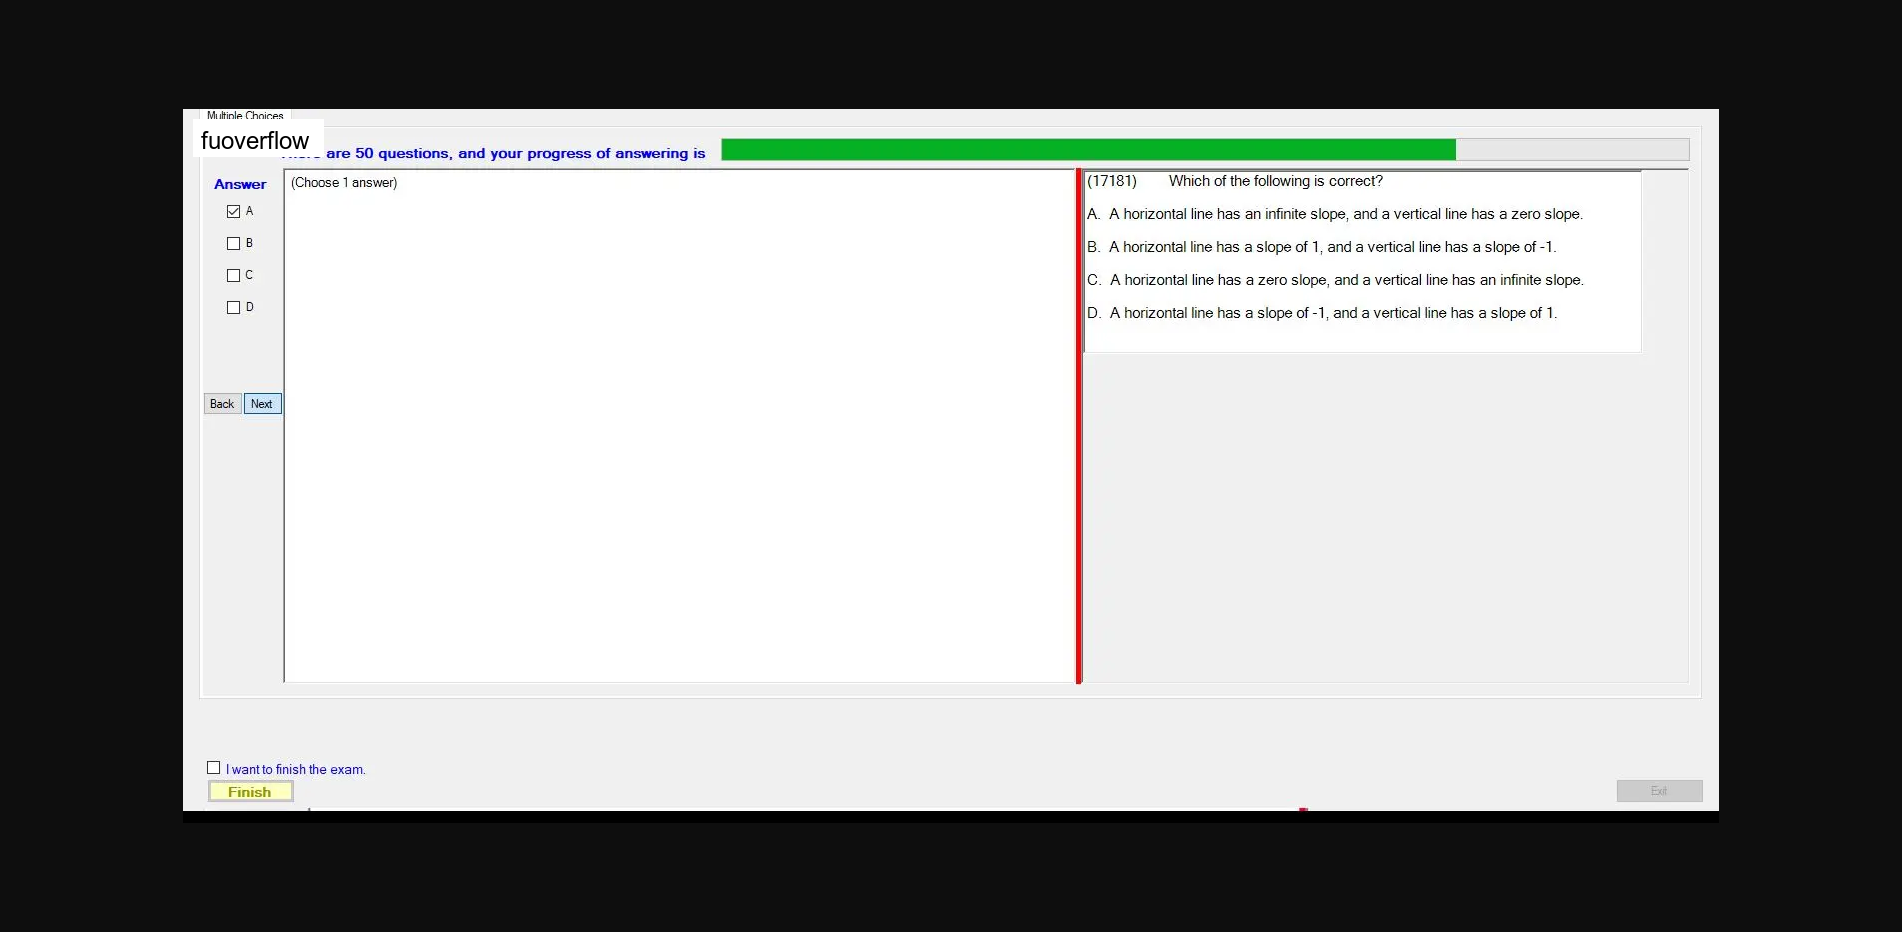 Multiple Choices
fuoverflow
are 50 questions, and your progress of answering is
Answer
(Choose 1 answer)
A
B
C
D
Back Next
(17181) Which of the following is correct?
A. A horizontal line has an infinite slope, and a vertical line has a zero slope.
B. A horizontal line has a slope of 1, and a vertical line has a slope of -1.
C. A horizontal line has a zero slope, and a vertical line has an infinite slope.
D. A horizontal line has a slope of -1, and a vertical line has a slope of 1.
I want to finish the exam.
Finish
Exit